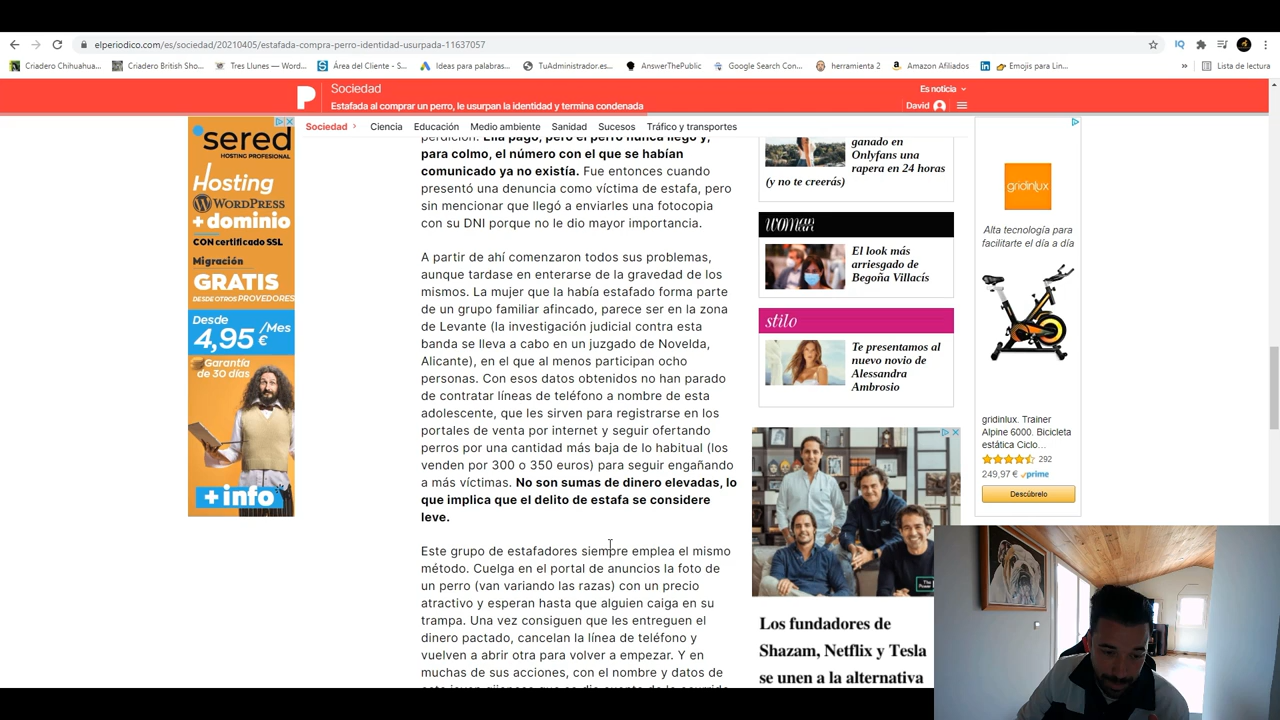 elperiodico.com/es/sociedad/20210405/estafada-compra-perro-identidad-usurpada-11637057
IQ
Criadero Chihuahua...
Criadero British Sho...
Tres Llunes — Word...
Área del Cliente - S...
Ideas para palabras...
TuAdministrador.es...
AnswerThePublic
Google Search Con...
herramienta 2
Amazon Afiliados
Emojis para Lin...
»
Lista de lectura
P
Sociedad
Estafada al comprar un perro, le usurpan la identidad y termina condenada
Es noticia
David
Sociedad >
Ciencia
Educación
Medio ambiente
Sanidad
Sucesos
Tráfico y transportes
sered
HOSTING PROFESIONAL
Hosting
WORDPRESS
+ dominio
CON certificado SSL
Migración
GRATIS
DESDE OTROS PROVEEDORES
Desde
4,95 €
/Mes
Garantía
de 30 días
+ info
perdición. Ella pagó, pero el perro nunca llegó y,
para colmo, el número con el que se habían
comunicado ya no existía. Fue entonces cuando
presentó una denuncia como víctima de estafa, pero
sin mencionar que llegó a enviarles una fotocopia
con su DNI porque no le dio mayor importancia.
A partir de ahí comenzaron todos sus problemas,
aunque tardase en enterarse de la gravedad de los
mismos. La mujer que la había estafado forma parte
de un grupo familiar afincado, parece ser en la zona
de Levante (la investigación judicial contra esta
banda se lleva a cabo en un juzgado de Novelda,
Alicante), en el que al menos participan ocho
personas. Con esos datos obtenidos no han parado
de contratar líneas de teléfono a nombre de esta
adolescente, que les sirven para registrarse en los
portales de venta por internet y seguir ofertando
perros por una cantidad más baja de lo habitual (los
venden por 300 o 350 euros) para seguir engañando
a más víctimas. No son sumas de dinero elevadas, lo
que implica que el delito de estafa se considere
leve.
Este grupo de estafadores siempre emplea el mismo
método. Cuelga en el portal de anuncios la foto de
un perro (van variando las razas) con un precio
atractivo y esperan hasta que alguien caiga en su
trampa. Una vez consiguen que les entreguen el
dinero pactado, cancelan la línea de teléfono y
vuelven a abrir otra para volver a empezar. Y en
muchas de sus acciones, con el nombre y datos de
ganado en
Onlyfans una
rapera en 24 horas
(y no te creerás)
woman
El look más
arriesgado de
Begoña Villacís
stilo
Te presentamos al
nuevo novio de
Alessandra
Ambrosio
Los fundadores de
Shazam, Netflix y Tesla
se unen a la alternativa
gridinlux
Alta tecnología para
facilitarte el día a día
gridinlux. Trainer
Alpine 6000. Bicicleta
estática Ciclo...
292
249,97 € prime
Descúbrelo